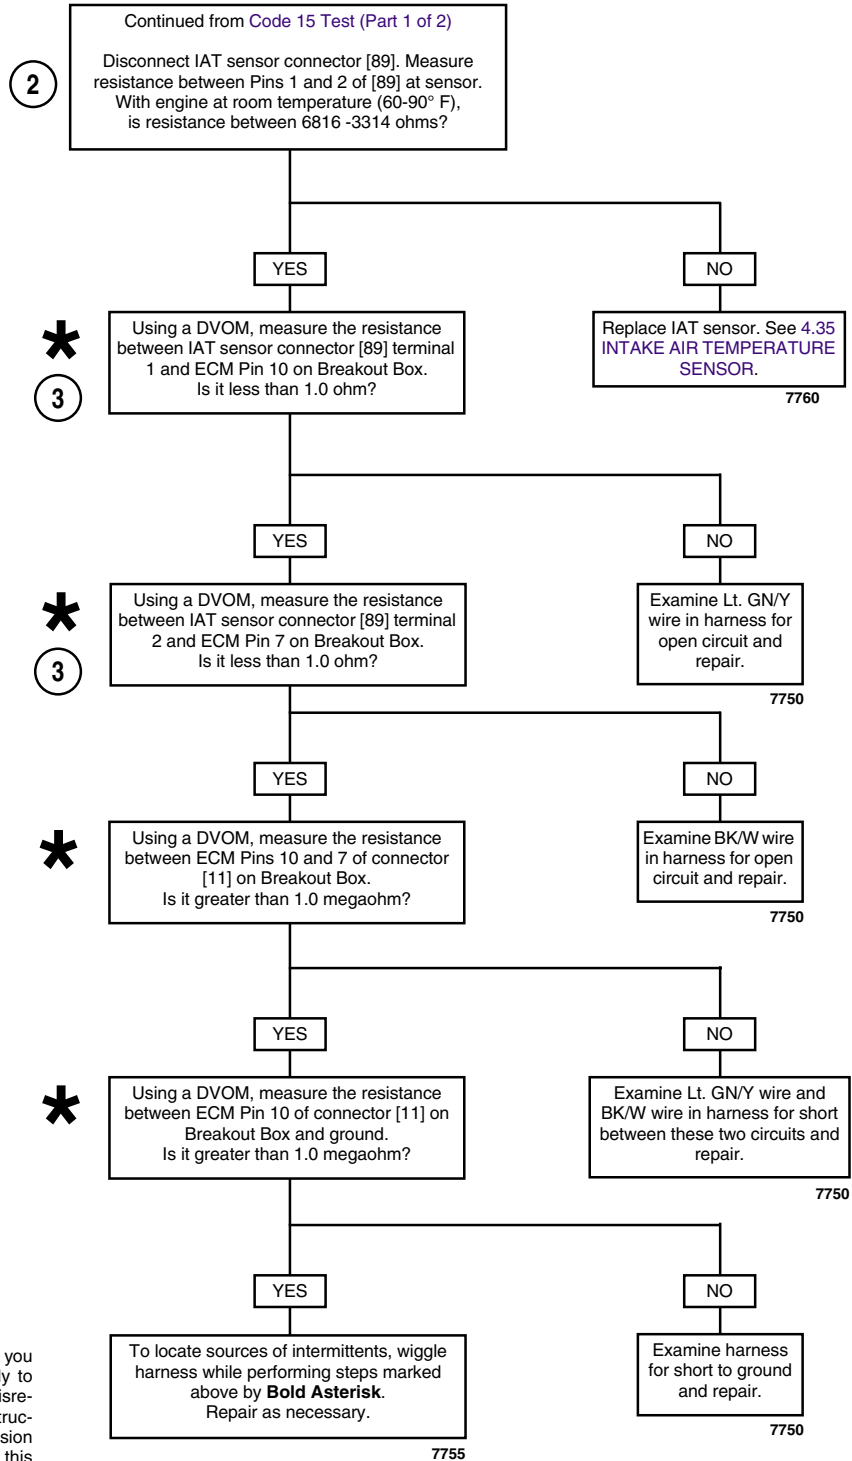 Continued from Code 15 Test (Part 1 of 2)
Disconnect IAT sensor connector [89]. Measure
resistance between Pins 1 and 2 of [89] at sensor.
With engine at room temperature (60-90° F),
is resistance between 6816 -3314 ohms?
2
YES
NO
*
3
Using a DVOM, measure the resistance
between IAT sensor connector [89] terminal
1 and ECM Pin 10 on Breakout Box.
Is it less than 1.0 ohm?
Replace IAT sensor. See 4.35
INTAKE AIR TEMPERATURE
SENSOR.
7760
YES
NO
*
3
Using a DVOM, measure the resistance
between IAT sensor connector [89] terminal
2 and ECM Pin 7 on Breakout Box.
Is it less than 1.0 ohm?
Examine Lt. GN/Y
wire in harness for
open circuit and
repair.
7750
YES
NO
*
Using a DVOM, measure the resistance
between ECM Pins 10 and 7 of connector
[11] on Breakout Box.
Is it greater than 1.0 megaohm?
Examine BK/W wire
in harness for open
circuit and repair.
7750
YES
NO
*
Using a DVOM, measure the resistance
between ECM Pin 10 of connector [11] on
Breakout Box and ground.
Is it greater than 1.0 megaohm?
Examine Lt. GN/Y wire and
BK/W wire in harness for short
between these two circuits and
repair.
7750
YES
NO
To locate sources of intermittents, wiggle
harness while performing steps marked
above by Bold Asterisk.
Repair as necessary.
7755
Examine harness
for short to ground
and repair.
7750
you
ly to
isre-
truc-
sion
this